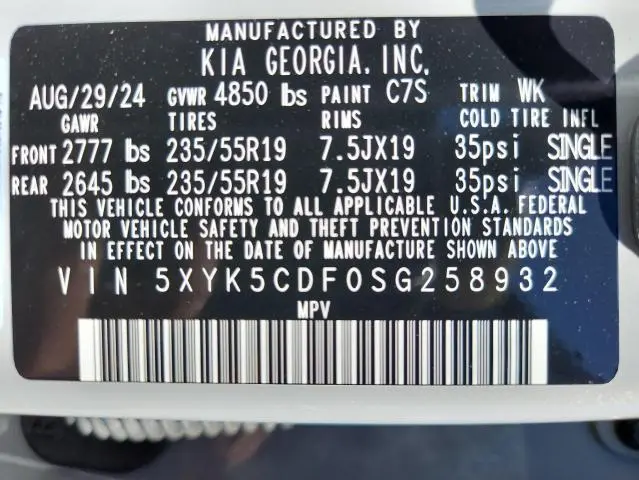 MANUFACTURED BY
KIA GEORGIA, INC.
AUG/29/24 GVWR 4850 lbs PAINT C7S TRIM WK
GAWR TIRES RIMS COLD TIRE INFL
FRONT 2777 lbs 235/55R19 7.5JX19 35psi SINGLE
REAR 2645 lbs 235/55R19 7.5JX19 35psi SINGLE
THIS VEHICLE CONFORMS TO ALL APPLICABLE U.S.A. FEDERAL
MOTOR VEHICLE SAFETY AND THEFT PREVENTION STANDARDS
IN EFFECT ON THE DATE OF MANUFACTURE SHOWN ABOVE
VIN 5XYK5CDF0SG258932
MPV